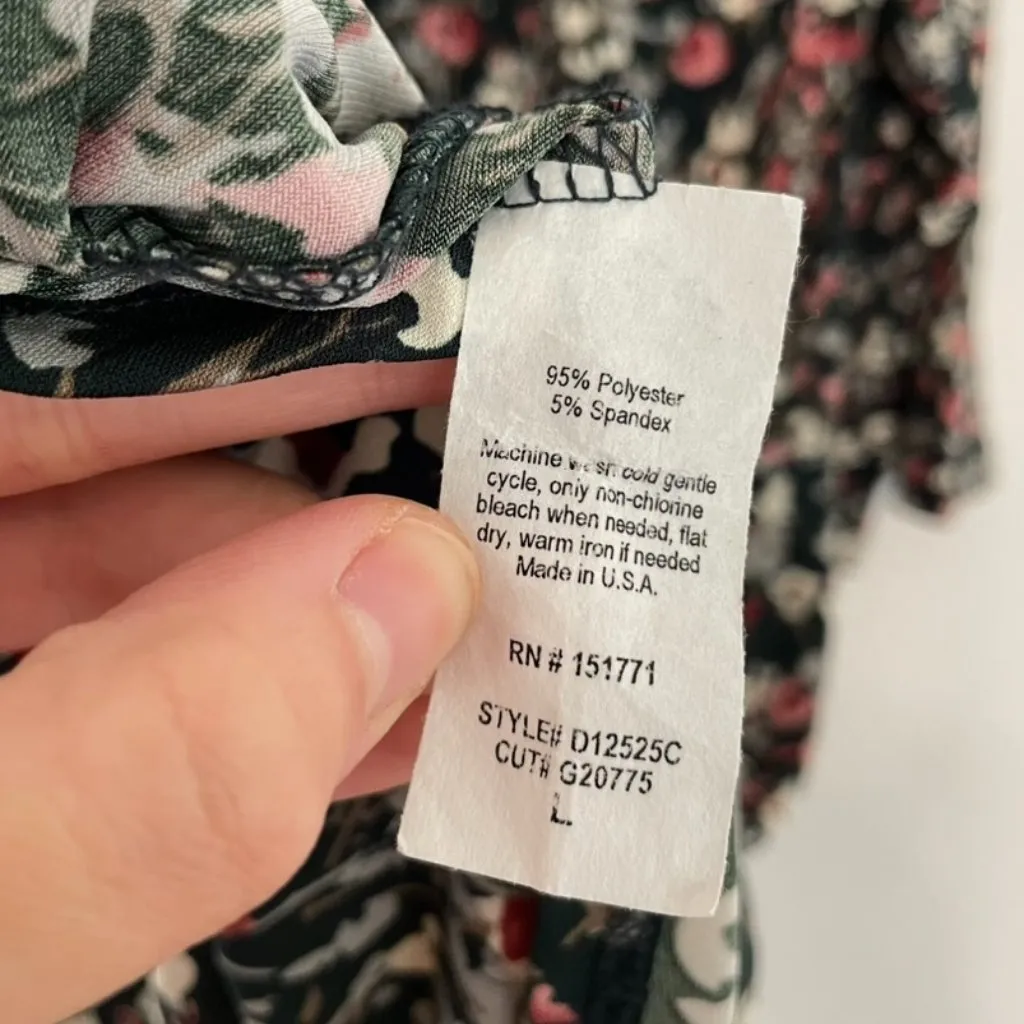 95% Polyester
5% Spandex
Machine wash cold gentle
cycle, only non-chlorine
bleach when needed, flat
dry, warm iron if needed
Made in U.S.A.
RN # 151771
STYLE# D12525C
CUT# G20775
L